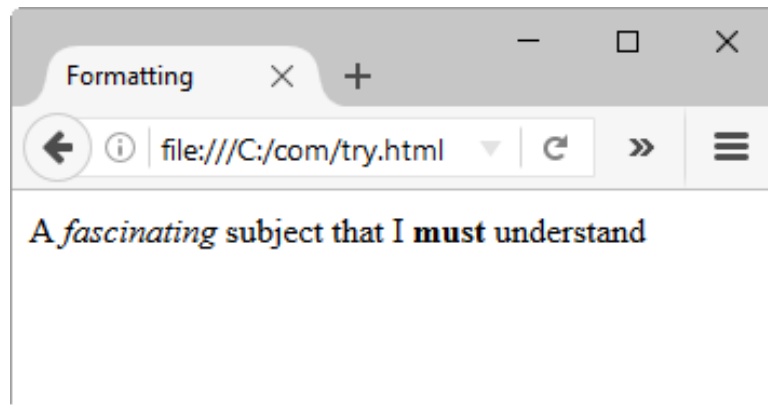 Formatting
file:///C:/com/try.html
A fascinating subject that I must understand